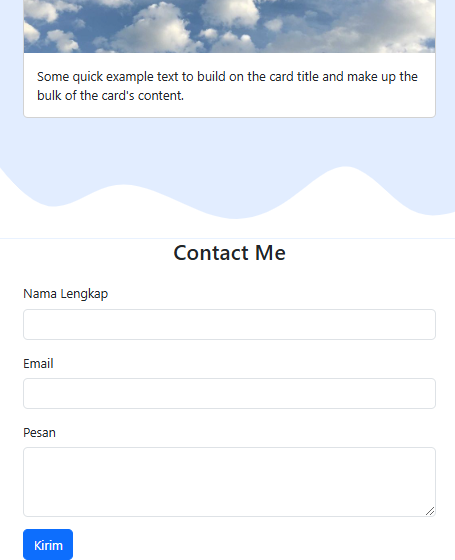 Some quick example text to build on the card title and make up the
bulk of the card's content.
Contact Me
Nama Lengkap
Email
Pesan
Kirim